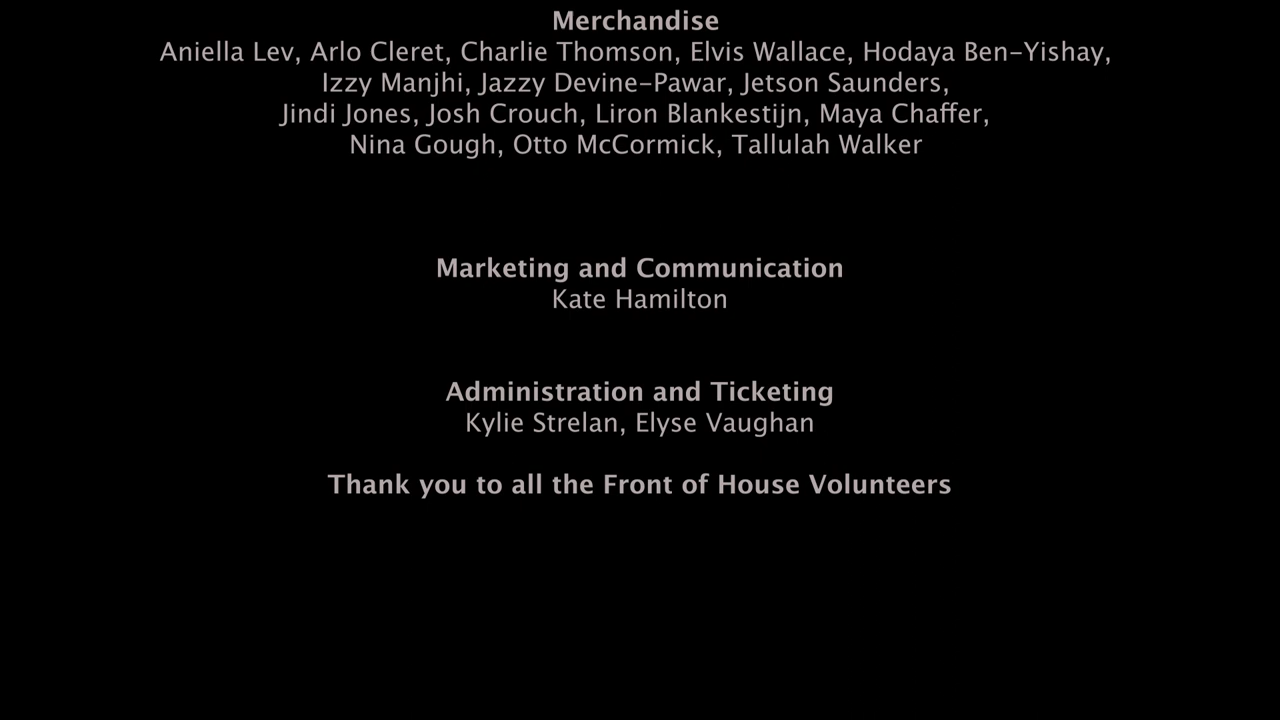 Merchandise
Aniella Lev, Arlo Cleret, Charlie Thomson, Elvis Wallace, Hodaya Ben-Yishay,
Izzy Manjhi, Jazzy Devine-Pawar, Jetson Saunders,
Jindi Jones, Josh Crouch, Liron Blankestijn, Maya Chaffer,
Nina Gough, Otto McCormick, Tallulah Walker
Marketing and Communication
Kate Hamilton
Administration and Ticketing
Kylie Strelan, Elyse Vaughan
Thank you to all the Front of House Volunteers